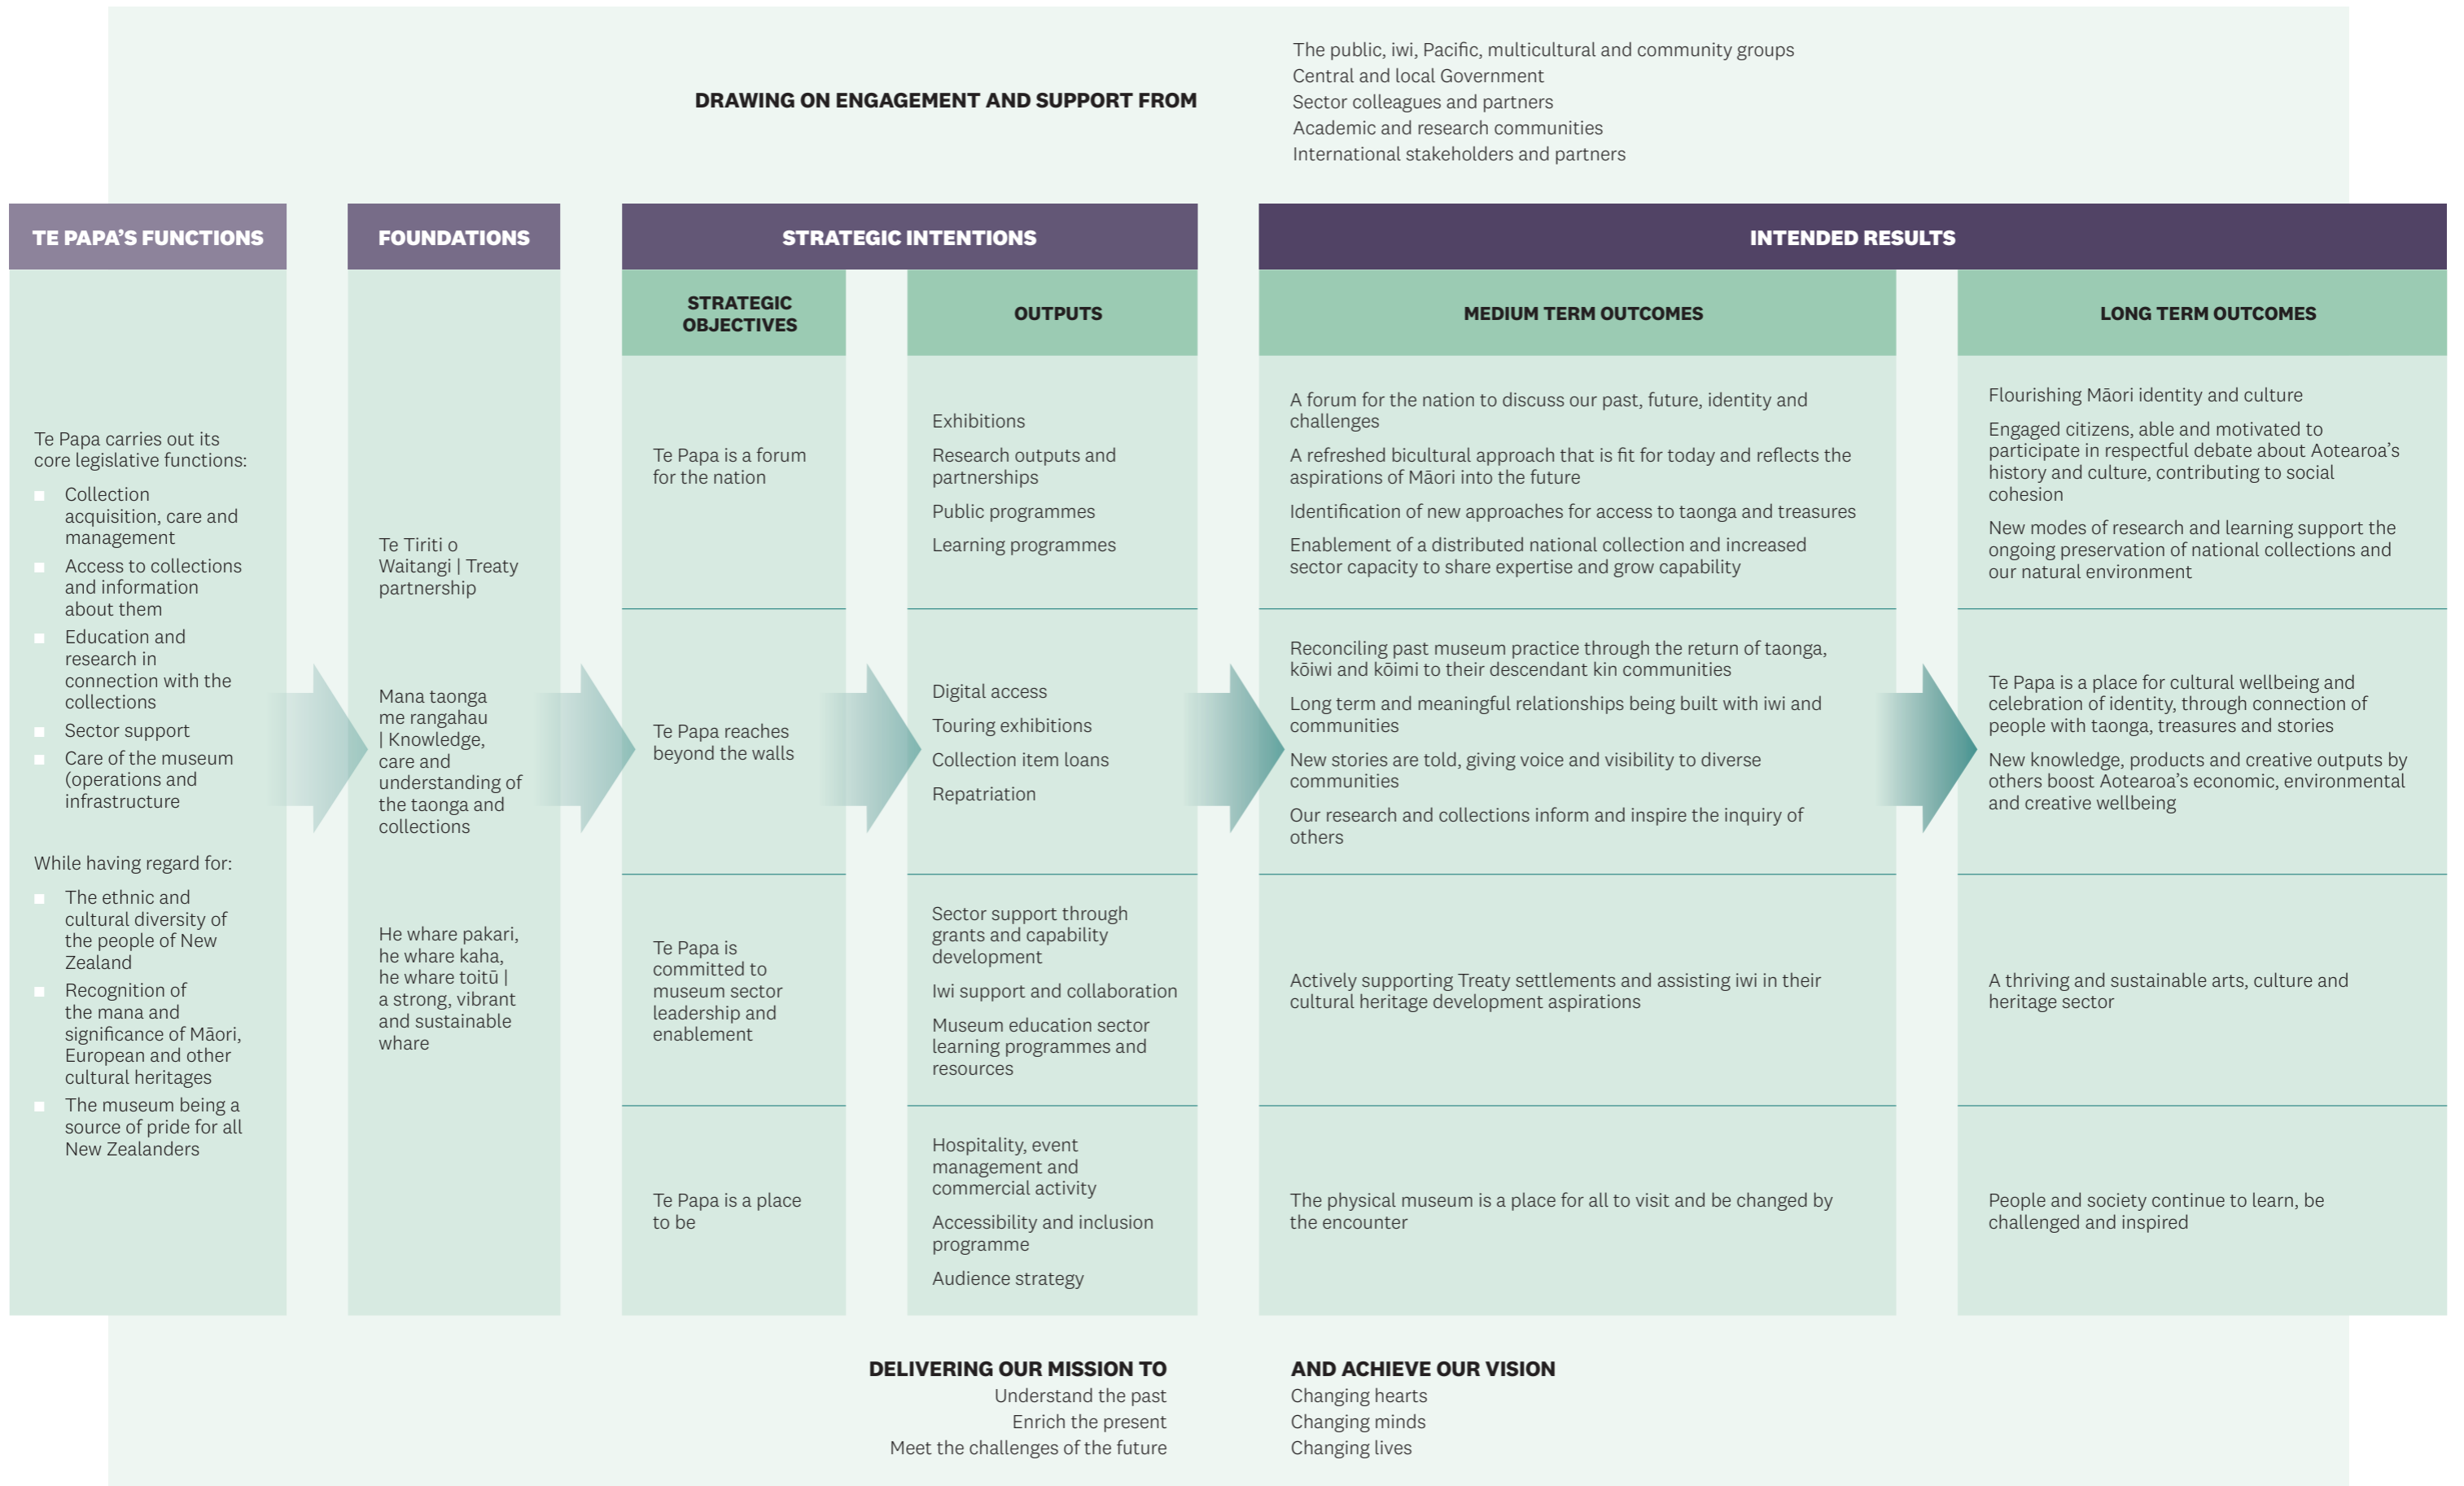 DRAWING ON ENGAGEMENT AND SUPPORT FROM
The public, iwi, Pacific, multicultural and community groups
Central and local Government
Sector colleagues and partners
Academic and research communities
International stakeholders and partners
TE PAPA’S FUNCTIONS
Te Papa carries out its
core legislative functions:
Collection
acquisition, care and
management
Access to collections
and information
about them
Education and
research in
connection with the
collections
Sector support
Care of the museum
(operations and
infrastructure
While having regard for:
The ethnic and
cultural diversity of
the people of New
Zealand
Recognition of
the mana and
significance of Māori,
European and other
cultural heritages
The museum being a
source of pride for all
New Zealanders
FOUNDATIONS
Te Tiriti o
Waitangi | Treaty
partnership
Mana taonga
me rangahau
| Knowledge,
care and
understanding of
the taonga and
collections
He whare pakari,
he whare kaha,
he whare toitū |
a strong, vibrant
and sustainable
whare
STRATEGIC INTENTIONS
STRATEGIC
OBJECTIVES
OUTPUTS
INTENDED RESULTS
MEDIUM TERM OUTCOMES
LONG TERM OUTCOMES
Te Papa is a forum
for the nation
Exhibitions
Research outputs and
partnerships
Public programmes
Learning programmes
A forum for the nation to discuss our past, future, identity and
challenges
A refreshed bicultural approach that is fit for today and reflects the
aspirations of Māori into the future
Identification of new approaches for access to taonga and treasures
Enablement of a distributed national collection and increased
sector capacity to share expertise and grow capability
Flourishing Māori identity and culture
Engaged citizens, able and motivated to
participate in respectful debate about Aotearoa’s
history and culture, contributing to social
cohesion
New modes of research and learning support the
ongoing preservation of national collections and
our natural environment
Te Papa reaches
beyond the walls
Digital access
Touring exhibitions
Collection item loans
Repatriation
Reconciling past museum practice through the return of taonga,
kōiwi and kōimi to their descendant kin communities
Long term and meaningful relationships being built with iwi and
communities
New stories are told, giving voice and visibility to diverse
communities
Our research and collections inform and inspire the inquiry of
others
Te Papa is a place for cultural wellbeing and
celebration of identity, through connection of
people with taonga, treasures and stories
New knowledge, products and creative outputs by
others boost Aotearoa’s economic, environmental
and creative wellbeing
Te Papa is
committed to
museum sector
leadership and
enablement
Sector support through
grants and capability
development
Iwi support and collaboration
Museum education sector
learning programmes and
resources
Actively supporting Treaty settlements and assisting iwi in their
cultural heritage development aspirations
A thriving and sustainable arts, culture and
heritage sector
Te Papa is a place
to be
Hospitality, event
management and
commercial activity
Accessibility and inclusion
programme
Audience strategy
The physical museum is a place for all to visit and be changed by
the encounter
People and society continue to learn, be
challenged and inspired
DELIVERING OUR MISSION TO
Understand the past
Enrich the present
Meet the challenges of the future
AND ACHIEVE OUR VISION
Changing hearts
Changing minds
Changing lives